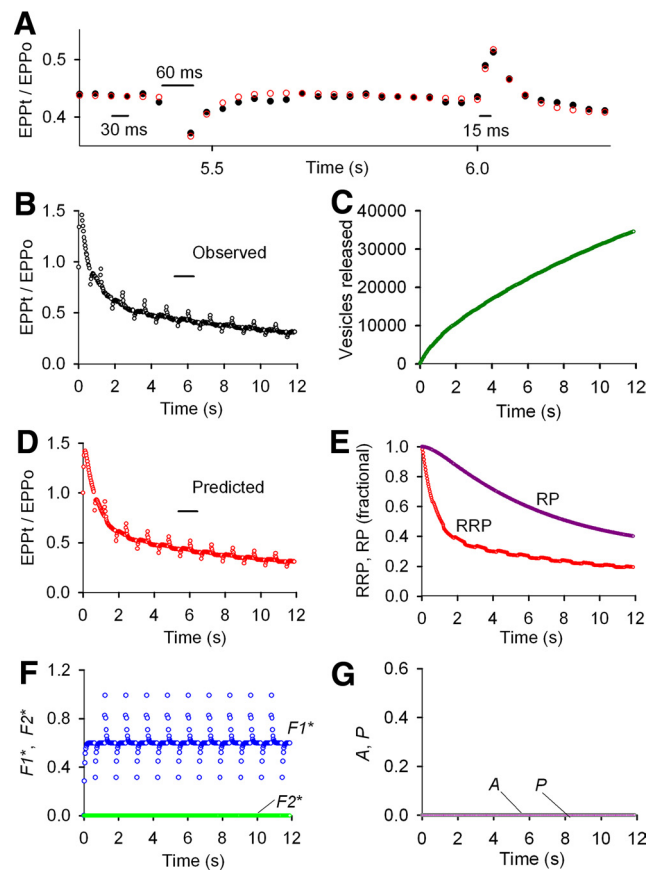 A
EPPt / EPPo
0.5
0.4
60 ms
30 ms
15 ms
5.5
Time (s)
6.0
B
EPPt / EPPo
1.5
1.0
0.5
0.0
Observed
0 2 4 6 8 10 12
Time (s)
C
Vesicles released
40000
30000
20000
10000
0
0 2 4 6 8 10 12
Time (s)
D
EPPt / EPPo
1.5
1.0
0.5
0.0
Predicted
0 2 4 6 8 10 12
Time (s)
E
RRP, RP (fractional)
1.0
0.8
0.6
0.4
0.2
0.0
RP
RRP
0 2 4 6 8 10 12
Time (s)
F
F1*, F2*
1.2
0.8
0.4
0.0
F1*
F2*
0 2 4 6 8 10 12
Time (s)
G
A, P
0.6
0.4
0.2
0.0
A
P
0 2 4 6 8 10 12
Time (s)